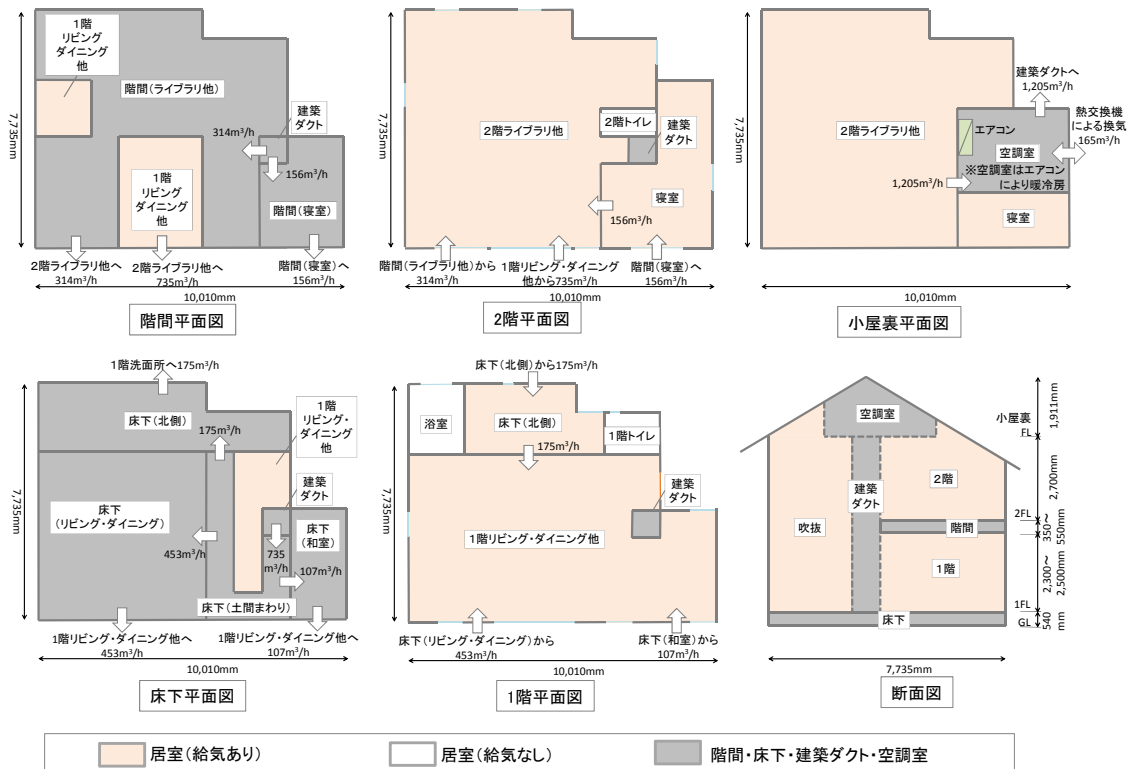 1階
リビング
ダイニング
他
階間(ライブラリ他)
建築
ダクト
314m³/h
156m³/h
1階
リビング
ダイニング
他
階間(寝室)
7,735mm
2階ライブラリ他へ
314m³/h
2階ライブラリ他へ
735m³/h
階間(寝室)へ
156m³/h
10,010mm
階間平面図
7,735mm
2階ライブラリ他
2階トイレ
建築
ダクト
寝室
156m³/h
階間(ライブラリ他)から
314m³/h
1階リビング・ダイニング
他から735m³/h
階間(寝室)へ
156m³/h
10,010mm
2階平面図
7,735mm
2階ライブラリ他
建築ダクトへ
1,205m³/h
熱交換機
による換気
165m³/h
エアコン
空調室
※空調室はエアコン
により暖冷房
1,205m³/h
寝室
10,010mm
小屋裏平面図
1階洗面所へ175m³/h
床下(北側)
175m³/h
1階
リビング・
ダイニング
他
建築
ダクト
7,735mm
床下
(リビング・ダイニング)
床下
(和室)
453m³/h
735
m³/h
107m³/h
床下(土間まわり)
1階リビング・ダイニング他へ
453m³/h
1階リビング・ダイニング他へ
107m³/h
10,010mm
床下平面図
床下(北側)から175m³/h
浴室
床下(北側)
1階トイレ
175m³/h
建築
ダクト
7,735mm
1階リビング・ダイニング他
床下(リビング・ダイニング)から
453m³/h
床下(和室)から
107m³/h
10,010mm
1階平面図
空調室
小屋裏
FL
1,911mm
2階
2,700mm
建築
ダクト
吹抜
2FL
階間
350〜
550mm
1階
2,300〜
2,500mm
1FL
床下
GL
540
mm
7,735mm
断面図
居室(給気あり)
居室(給気なし)
階間・床下・建築ダクト・空調室